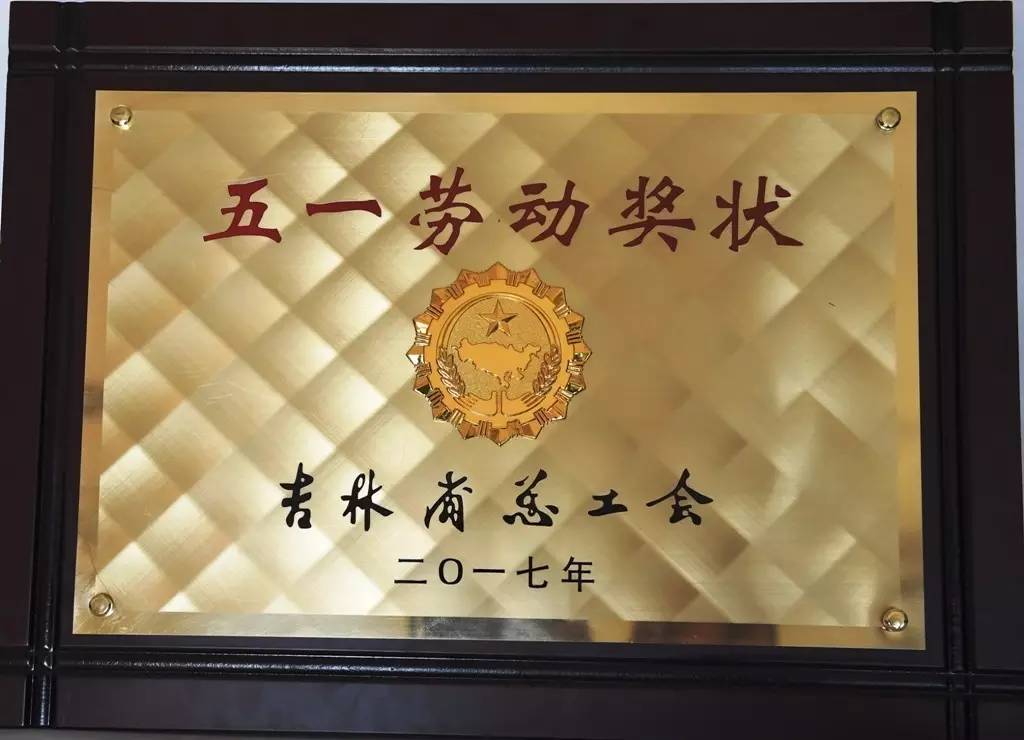 五一劳动奖状
吉林省总工会
二〇一七年